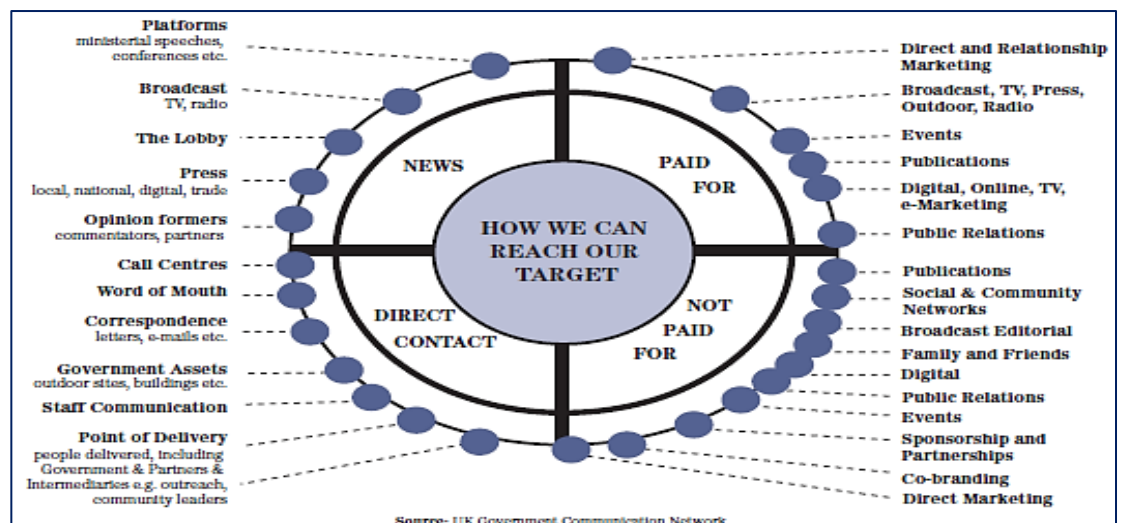 Platforms
ministerial speeches,
conferences etc.
Broadcast
TV, radio
The Lobby
Press
local, national, digital, trade
Opinion formers
commentators, partners
Call Centres
Word of Mouth
Correspondence
letters, e-mails etc.
Government Assets
outdoor sites, buildings etc.
Staff Communication
Point of Delivery
people delivered, including
Government & Partners &
Intermediaries e.g. outreach,
community leaders
NEWS
PAID
FOR
HOW WE CAN
REACH OUR
TARGET
DIRECT
CONTACT
NOT
PAID
FOR
Direct and Relationship
Marketing
Broadcast, TV, Press,
Outdoor, Radio
Events
Publications
Digital, Online, TV,
e-Marketing
Public Relations
Publications
Social & Community
Networks
Broadcast Editorial
Family and Friends
Digital
Public Relations
Events
Sponsorship and
Partnerships
Co-branding
Direct Marketing
Source- UK Government Communication Network